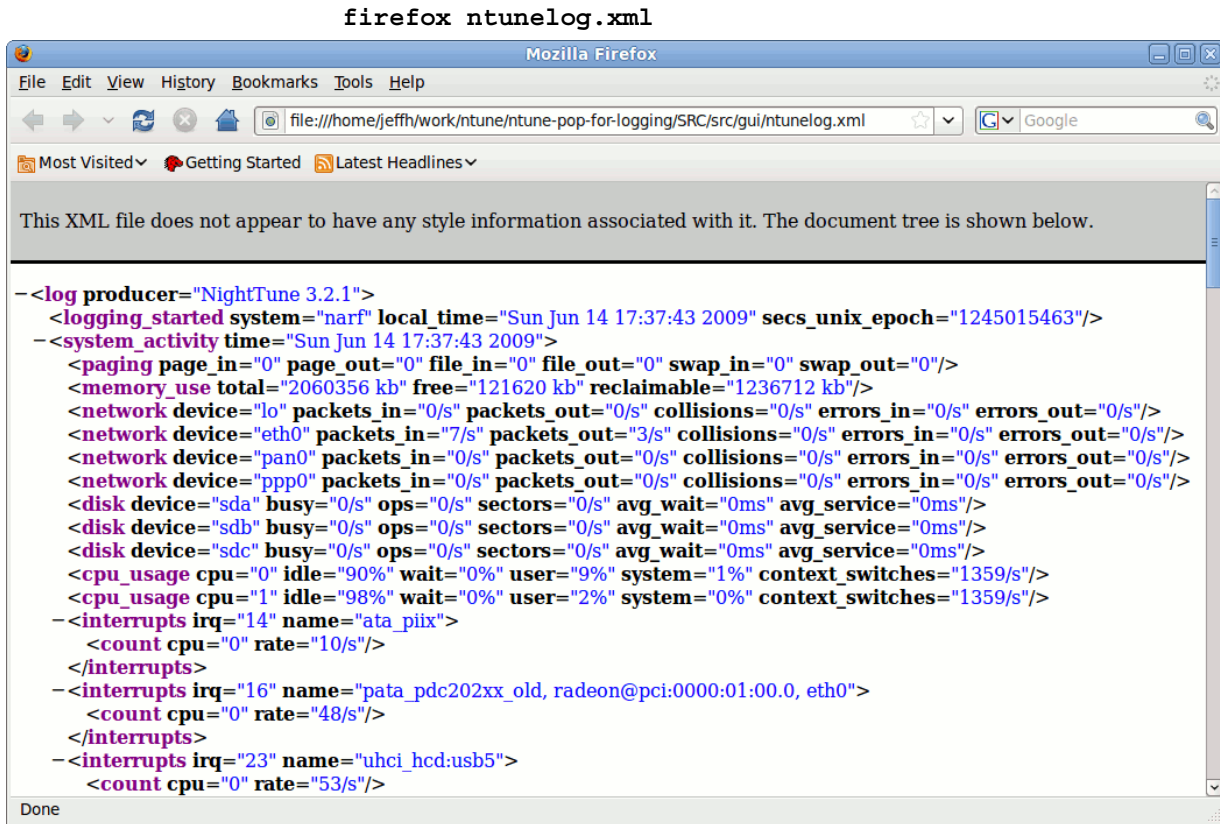 firefox ntunelog.xml
Mozilla Firefox
File Edit View History Bookmarks Tools Help
file:///home/jeffh/work/ntune/ntune-pop-for-logging/SRC/src/gui/ntunelog.xml
G Google
Most Visited Getting Started Latest Headlines
This XML file does not appear to have any style information associated with it. The document tree is shown below.
−<log producer="NightTune 3.2.1">
<logging_started system="narf" local_time="Sun Jun 14 17:37:43 2009" secs_unix_epoch="1245015463"/>
−<system_activity time="Sun Jun 14 17:37:43 2009">
<paging page_in="0" page_out="0" file_in="0" file_out="0" swap_in="0" swap_out="0"/>
<memory_use total="2060356 kb" free="121620 kb" reclaimable="1236712 kb"/>
<network device="lo" packets_in="0/s" packets_out="0/s" collisions="0/s" errors_in="0/s" errors_out="0/s"/>
<network device="eth0" packets_in="7/s" packets_out="3/s" collisions="0/s" errors_in="0/s" errors_out="0/s"/>
<network device="pan0" packets_in="0/s" packets_out="0/s" collisions="0/s" errors_in="0/s" errors_out="0/s"/>
<network device="ppp0" packets_in="0/s" packets_out="0/s" collisions="0/s" errors_in="0/s" errors_out="0/s"/>
<disk device="sda" busy="0/s" ops="0/s" sectors="0/s" avg_wait="0ms" avg_service="0ms"/>
<disk device="sdb" busy="0/s" ops="0/s" sectors="0/s" avg_wait="0ms" avg_service="0ms"/>
<disk device="sdc" busy="0/s" ops="0/s" sectors="0/s" avg_wait="0ms" avg_service="0ms"/>
<cpu_usage cpu="0" idle="90%" wait="0%" user="9%" system="1%" context_switches="1359/s"/>
<cpu_usage cpu="1" idle="98%" wait="0%" user="2%" system="0%" context_switches="1359/s"/>
−<interrupts irq="14" name="ata_piix">
<count cpu="0" rate="10/s"/>
</interrupts>
−<interrupts irq="16" name="pata_pdc202xx_old, radeon@pci:0000:01:00.0, eth0">
<count cpu="0" rate="48/s"/>
</interrupts>
−<interrupts irq="23" name="uhci_hcd:usb5">
<count cpu="0" rate="53/s"/>
Done